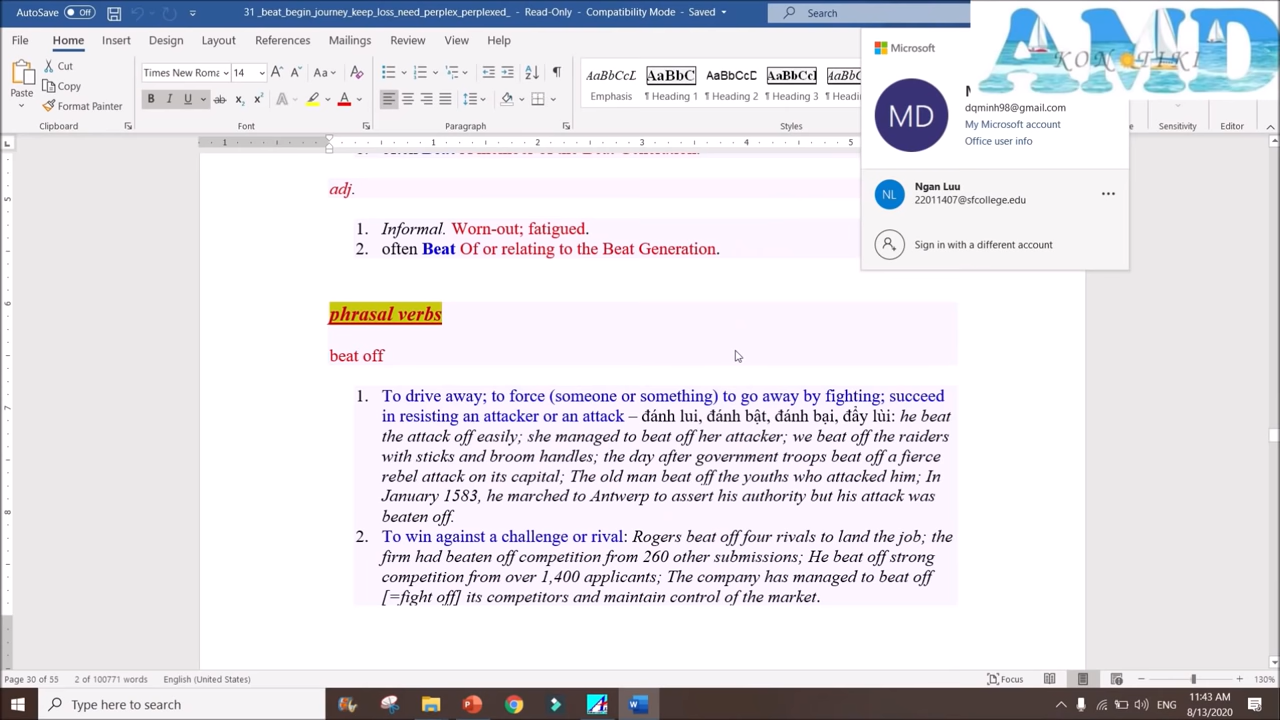 AutoSave Off
31 _beat_begin_journey_keep_loss_need_perplex_perplexed_ - Read-Only - Compatibility Mode - Saved
Search
File Home Insert Design Layout References Mailings Review View Help
AMD
KON TIKI
Microsoft
Paste
Cut
Copy
Format Painter
Times New Roma 14
AaBbCcL Emphasis
AaBbC ¶ Heading 1
AaBbCc ¶ Heading 2
AaBbCcI ¶ Heading 3
AaBbC
Clipboard Font Paragraph Styles Sensitivity Editor
MD
dqminh98@gmail.com
My Microsoft account
Office user info
NL
Ngan Luu
22011407@sfcollege.edu
Sign in with a different account
adj.
1. Informal. Worn-out; fatigued.
2. often Beat Of or relating to the Beat Generation.
phrasal verbs
beat off
1. To drive away; to force (someone or something) to go away by fighting; succeed
in resisting an attacker or an attack – đánh lui, đánh bật, đánh bại, đẩy lùi: he beat
the attack off easily; she managed to beat off her attacker; we beat off the raiders
with sticks and broom handles; the day after government troops beat off a fierce
rebel attack on its capital; The old man beat off the youths who attacked him; In
January 1583, he marched to Antwerp to assert his authority but his attack was
beaten off.
2. To win against a challenge or rival: Rogers beat off four rivals to land the job; the
firm had beaten off competition from 260 other submissions; He beat off strong
competition from over 1,400 applicants; The company has managed to beat off
[=fight off] its competitors and maintain control of the market.
Page 30 of 55 2 of 100771 words English (United States) Focus 130%
Type here to search
ENG
11:43 AM
8/13/2020